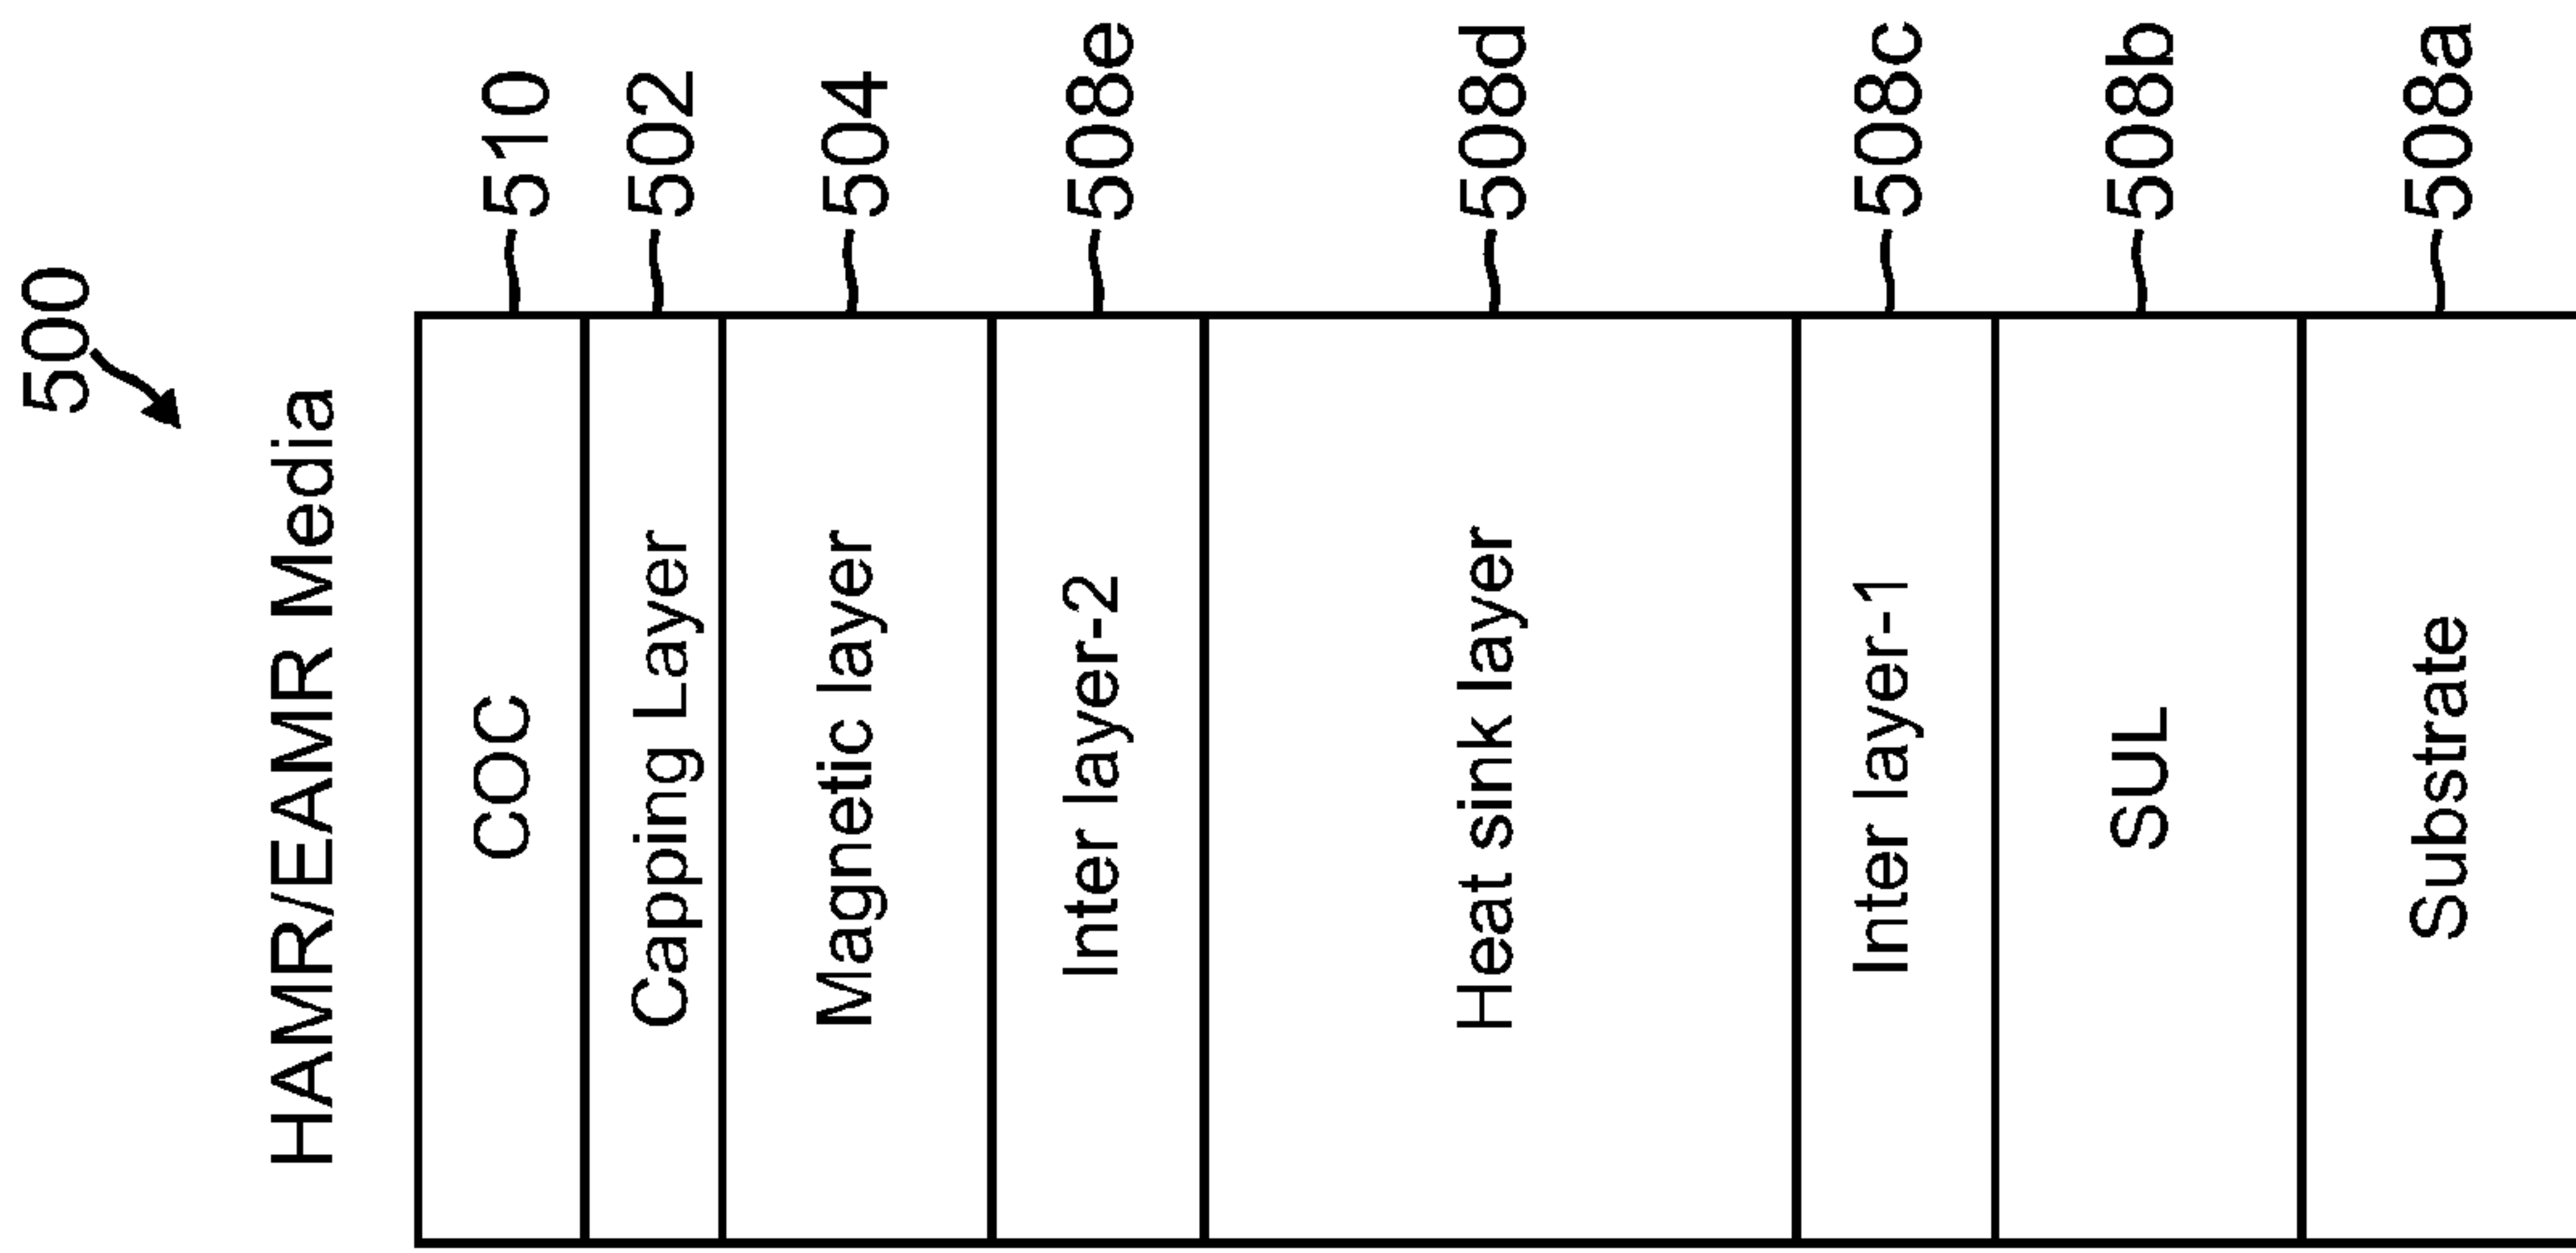 500
HAMR/EAMR Media
COC 510
Capping Layer 502
Magnetic layer 504
Inter layer-2 508e
Heat sink layer 508d
Inter layer-1 508c
SUL 508b
Substrate 508a